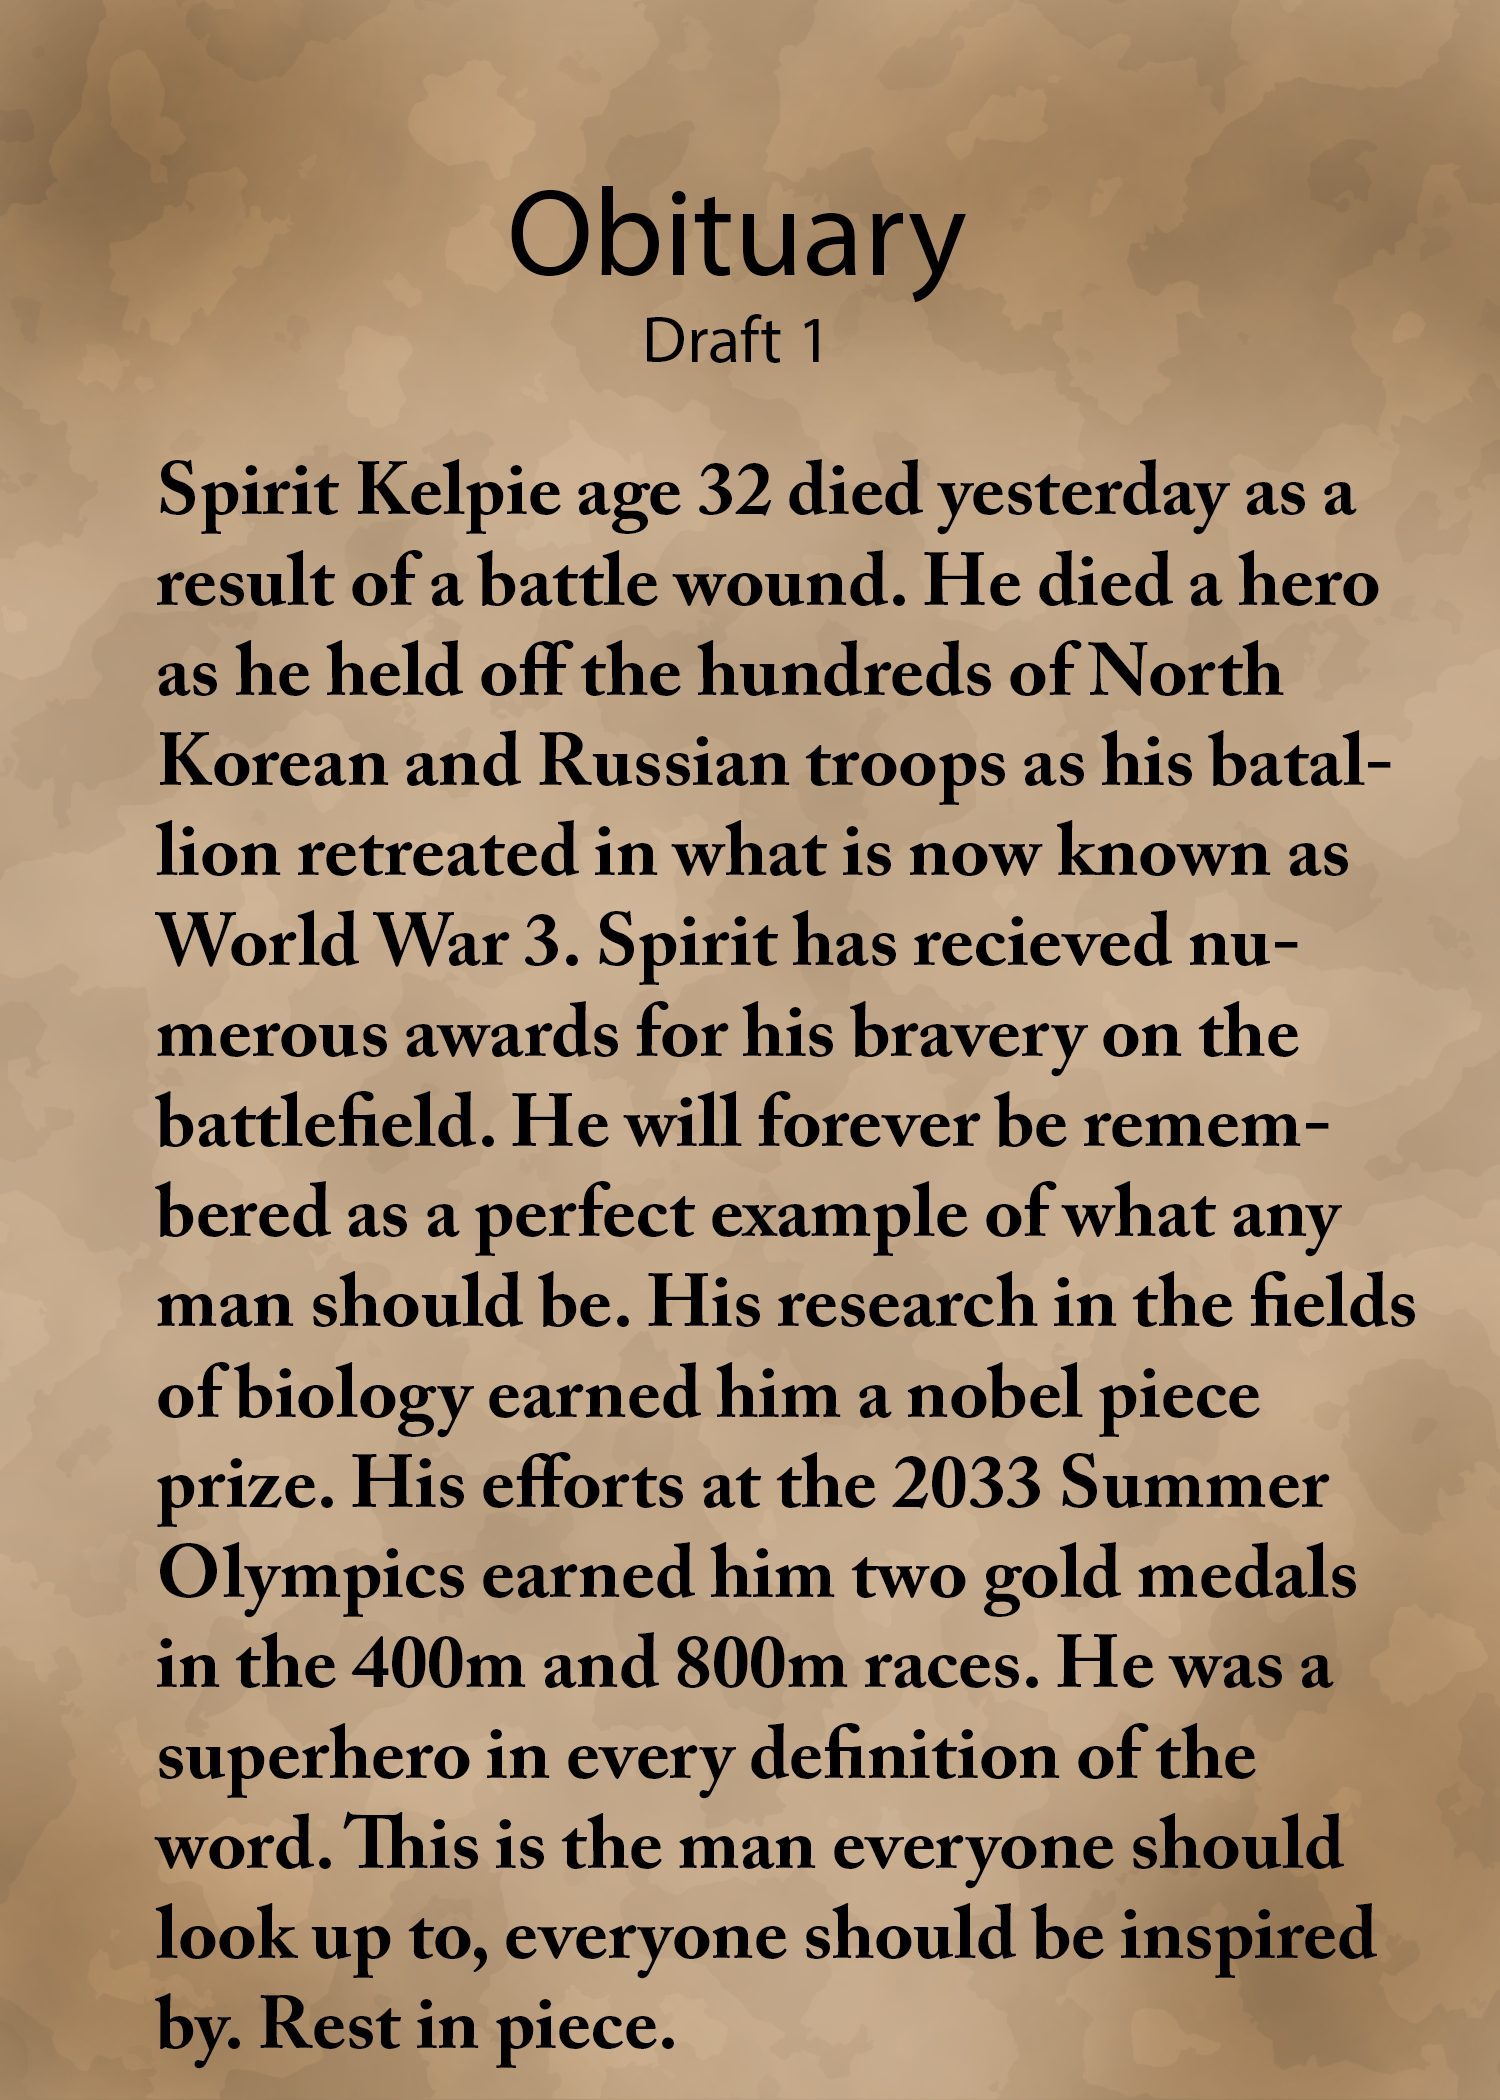 Obituary
Draft 1
Spirit Kelpie age 32 died yesterday as a
result of a battle wound. He died a hero
as he held off the hundreds of North
Korean and Russian troops as his batal-
lion retreated in what is now known as
World War 3. Spirit has recieved nu-
merous awards for his bravery on the
battlefield. He will forever be remem-
bered as a perfect example of what any
man should be. His research in the fields
of biology earned him a nobel piece
prize. His efforts at the 2033 Summer
Olympics earned him two gold medals
in the 400m and 800m races. He was a
superhero in every definition of the
word. This is the man everyone should
look up to, everyone should be inspired
by. Rest in piece.